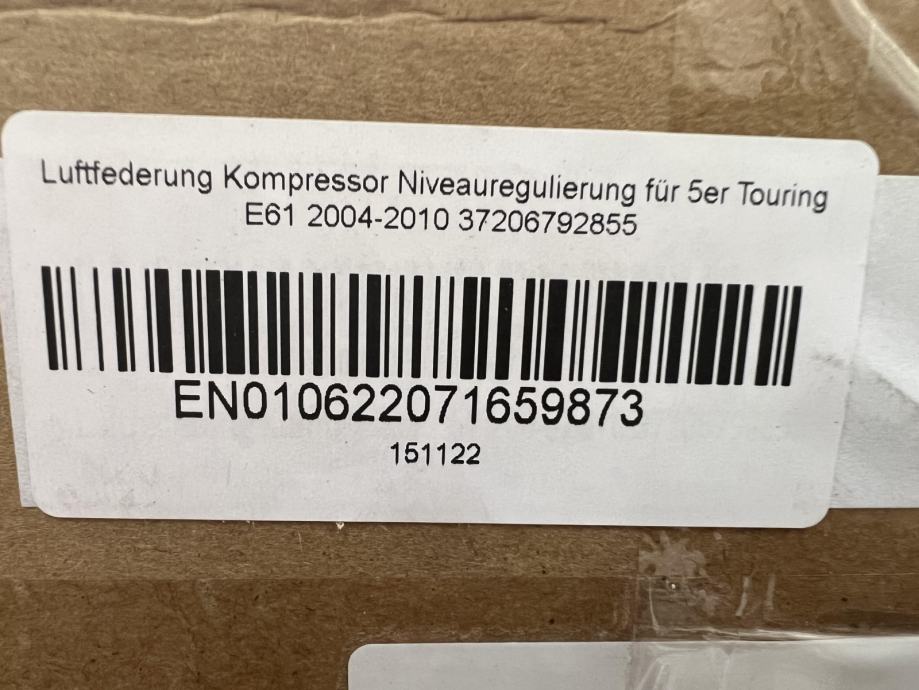 Luftfederung Kompressor Niveauregulierung für 5er Touring
E61 2004-2010 37206792855
EN010622071659873
151122